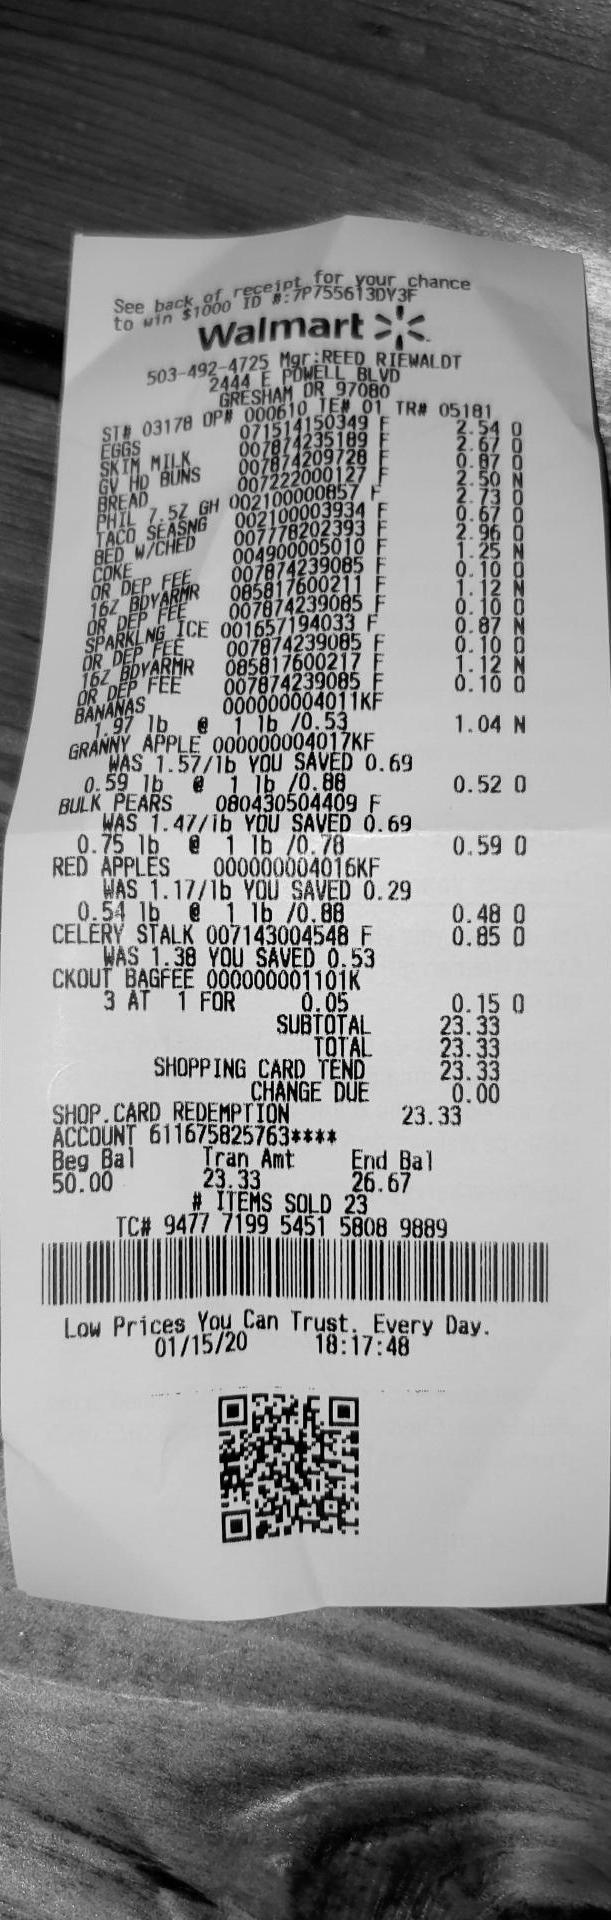 See back of receipt for your chance
to win $1000 ID #:7P755613DY3F
Walmart
503-492-4725 Mgr:REED RIEWALDT
2444 E POWELL BLVD
GRESHAM OR 97080
ST# 03178 OP# 000610 TE# 01 TR# 05181
EGGS 071514150349 F 2.54 O
SKIM MILK 007874235189 F 2.67 O
GV HD BUNS 007874209728 F 0.87 O
BREAD 007222000127 F 2.50 N
PHIL 7.5Z GH 002100000857 F 2.73 O
TACO SEASNG 002100003934 F 0.67 O
BED W/CHED 007778202393 F 2.96 O
COKE 004900005010 F 1.25 N
OR DEP FEE 007874239085 F 0.10 O
16Z BDYARMR 085817600211 F 1.12 N
OR DEP FEE 007874239085 F 0.10 O
SPARKLNG ICE 001657194033 F 0.87 N
OR DEP FEE 007874239085 F 0.10 O
16Z BDYARMR 085817600217 F 1.12 N
OR DEP FEE 007874239085 F 0.10 O
BANANAS 000000004011KF
1.97 lb @ 1 lb /0.53 1.04 N
GRANNY APPLE 000000004017KF
WAS 1.57/lb YOU SAVED 0.69
0.59 lb @ 1 lb /0.88 0.52 O
BULK PEARS 080430504409 F
WAS 1.47/lb YOU SAVED 0.69
0.75 lb @ 1 lb /0.78 0.59 O
RED APPLES 000000004016KF
WAS 1.17/lb YOU SAVED 0.29
0.54 lb @ 1 lb /0.88 0.48 O
CELERY STALK 007143004548 F 0.85 O
WAS 1.38 YOU SAVED 0.53
CKOUT BAGFEE 000000001101K
3 AT 1 FOR 0.05 0.15 O
SUBTOTAL 23.33
TOTAL 23.33
SHOPPING CARD TEND 23.33
CHANGE DUE 0.00
SHOP.CARD REDEMPTION 23.33
ACCOUNT 611675825763****
Beg Bal Tran Amt End Bal
50.00 23.33 26.67
# ITEMS SOLD 23
TC# 9477 7199 5451 5808 9889
Low Prices You Can Trust. Every Day.
01/15/20 18:17:48